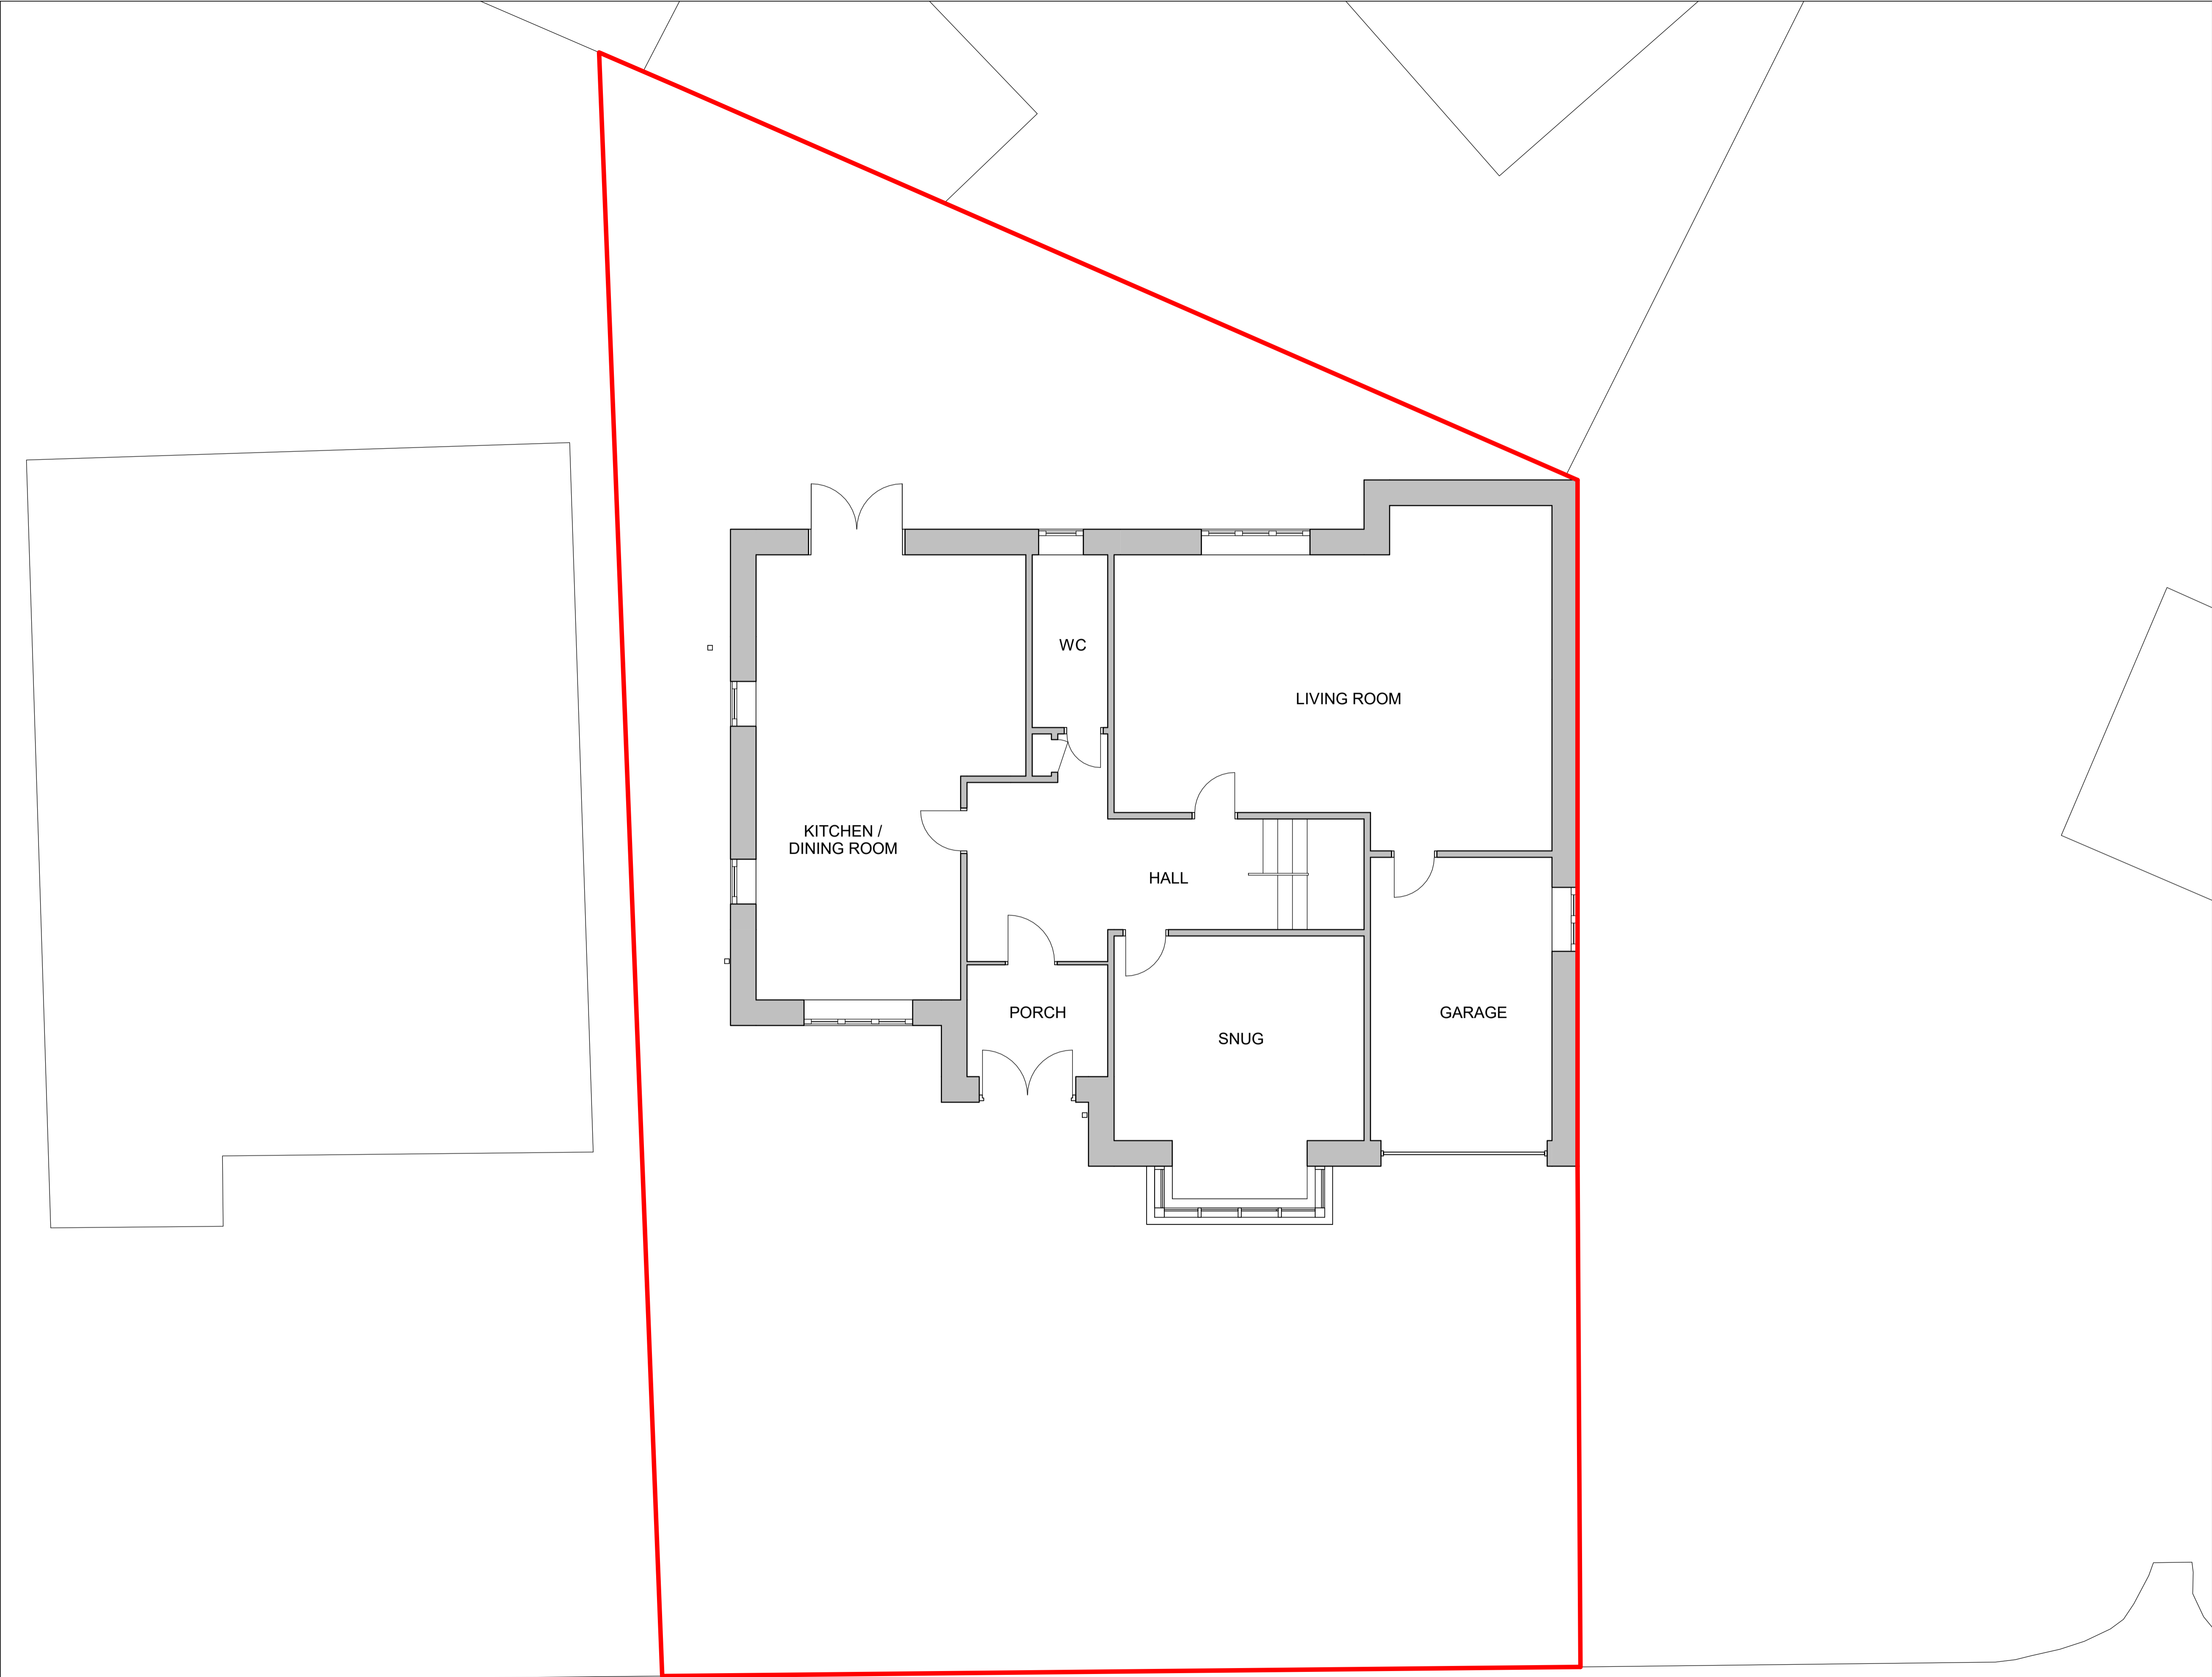 WC
LIVING ROOM
KITCHEN /
DINING ROOM
HALL
PORCH
GARAGE
SNUG